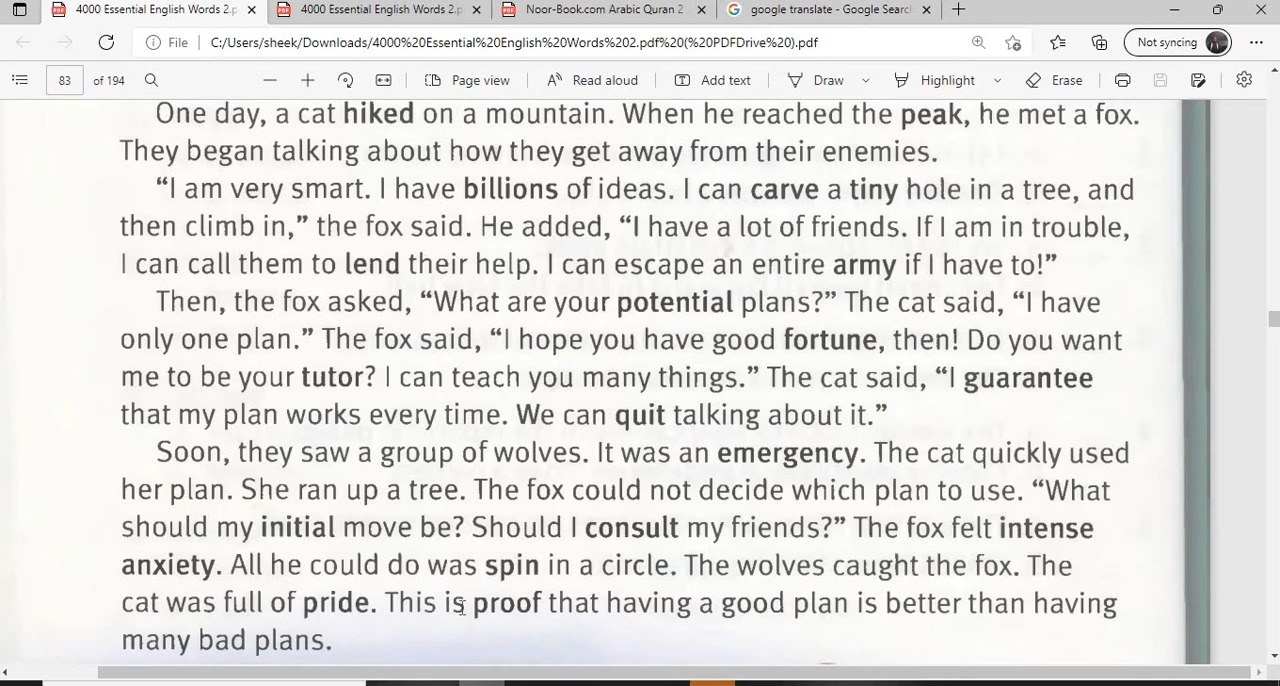 4000 Essential English Words 2.p
4000 Essential English Words 2.p
Noor-Book.com Arabic Quran 2
google translate - Google Search
File
C:/Users/sheek/Downloads/4000%20Essential%20English%20Words%202.pdf%20(%20PDFDrive%20).pdf
Not syncing
83 of 194
Page view
Read aloud
Add text
Draw
Highlight
Erase
One day, a cat hiked on a mountain. When he reached the peak, he met a fox.
They began talking about how they get away from their enemies.
“I am very smart. I have billions of ideas. I can carve a tiny hole in a tree, and
then climb in,” the fox said. He added, “I have a lot of friends. If I am in trouble,
I can call them to lend their help. I can escape an entire army if I have to!”
Then, the fox asked, “What are your potential plans?” The cat said, “I have
only one plan.” The fox said, “I hope you have good fortune, then! Do you want
me to be your tutor? I can teach you many things.” The cat said, “I guarantee
that my plan works every time. We can quit talking about it.”
Soon, they saw a group of wolves. It was an emergency. The cat quickly used
her plan. She ran up a tree. The fox could not decide which plan to use. “What
should my initial move be? Should I consult my friends?” The fox felt intense
anxiety. All he could do was spin in a circle. The wolves caught the fox. The
cat was full of pride. This is proof that having a good plan is better than having
many bad plans.